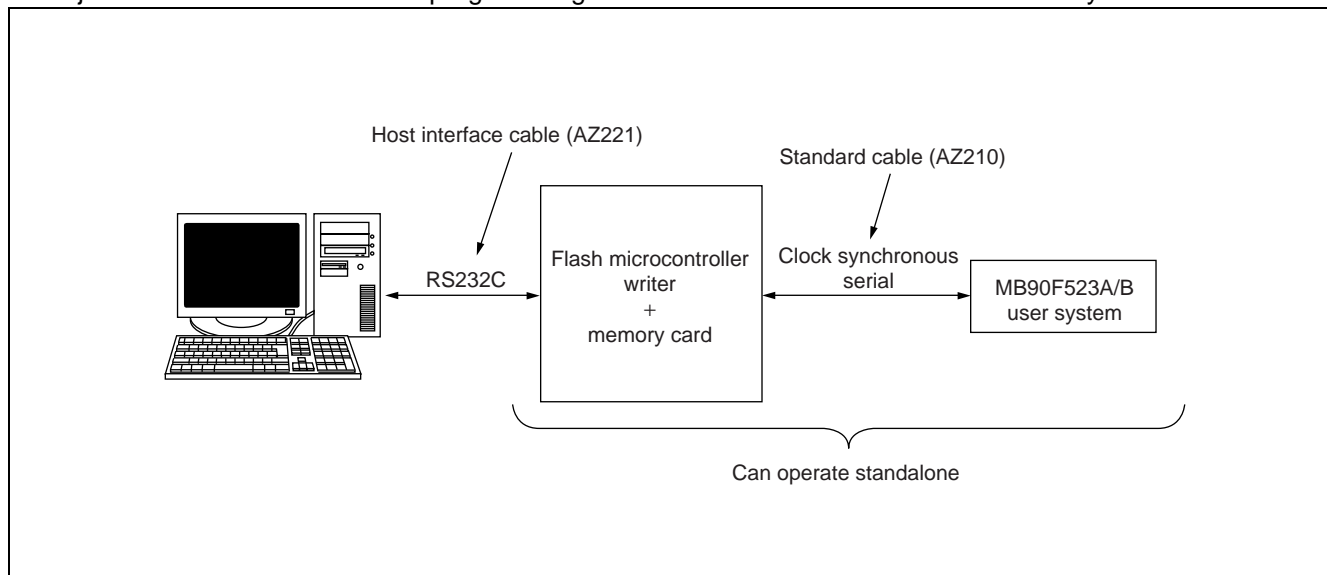 Host interface cable (AZ221)
Standard cable (AZ210)
RS232C
Flash microcontroller
writer
+
memory card
Clock synchronous
serial
MB90F523A/B
user system
Can operate standalone